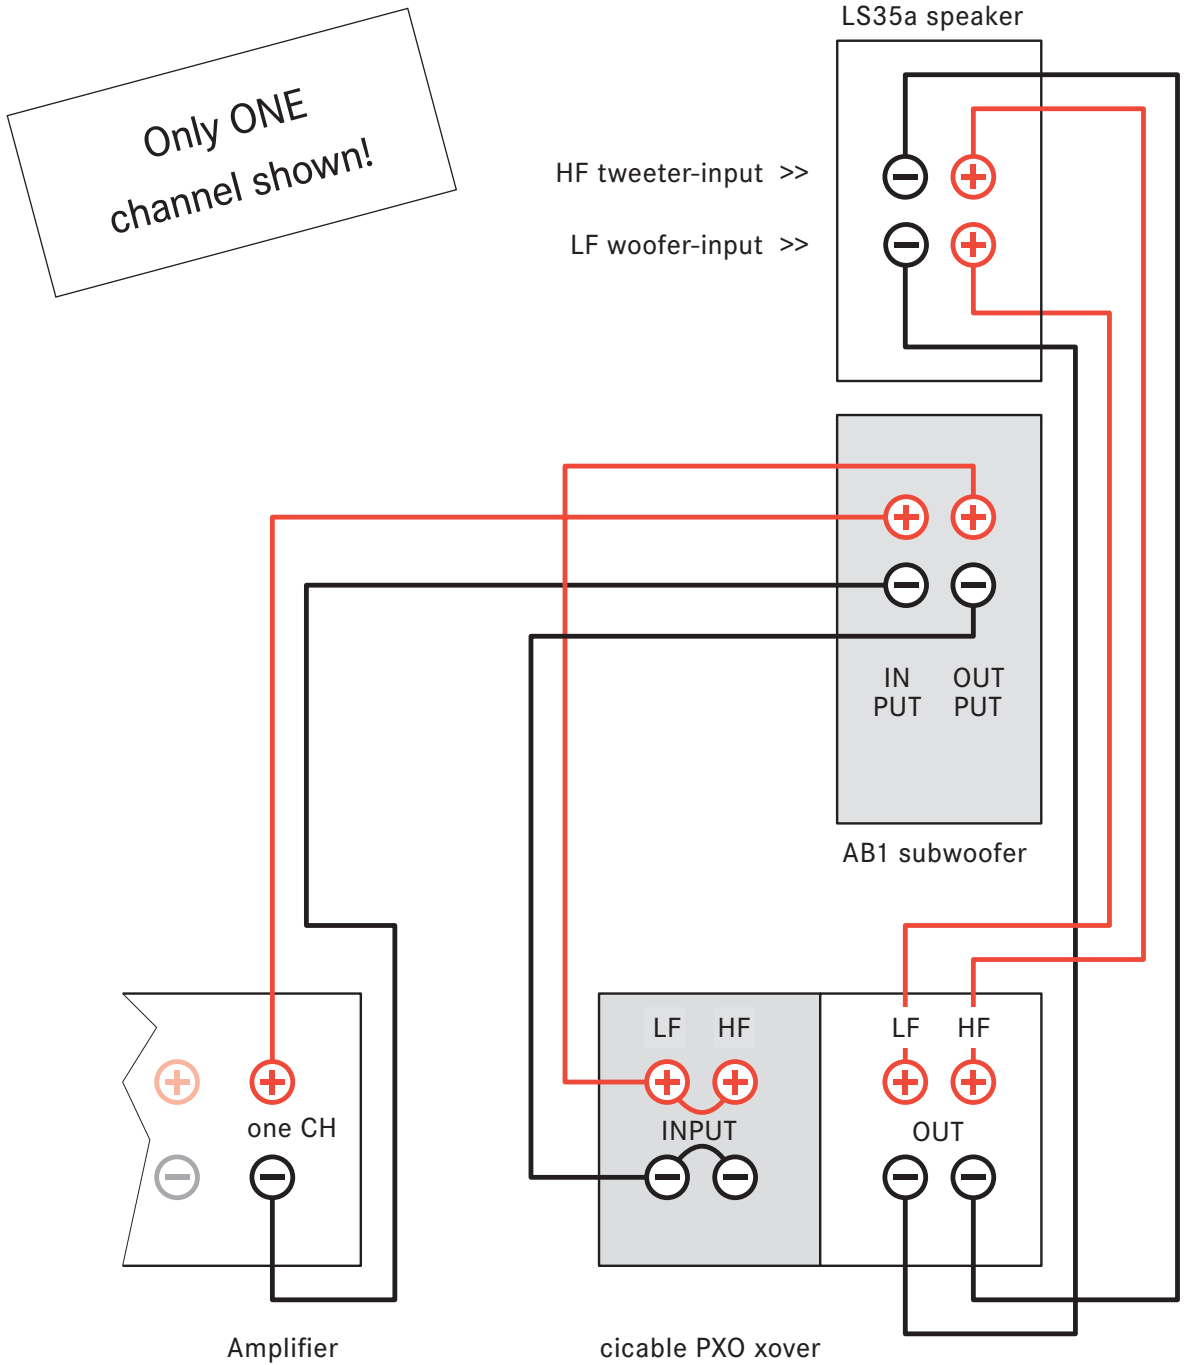 LS35a speaker
Only ONE
channel shown!
HF tweeter-input >>
LF woofer-input >>
IN
PUT
OUT
PUT
AB1 subwoofer
LF HF
LF HF
one CH
INPUT
OUT
Amplifier
cicable PXO xover